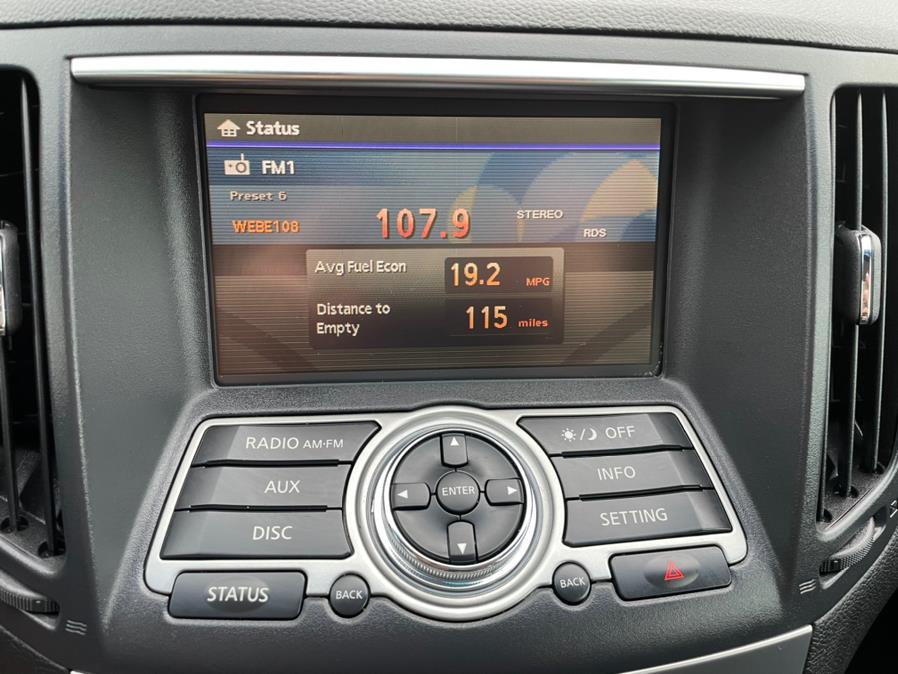 Status
FM1
Preset 6
WEBE108 107.9 STEREO
RDS
Avg Fuel Econ 19.2 MPG
Distance to
Empty 115 miles
RADIO AM·FM
AUX
DISC
STATUS
BACK
ENTER
OFF
INFO
SETTING
BACK